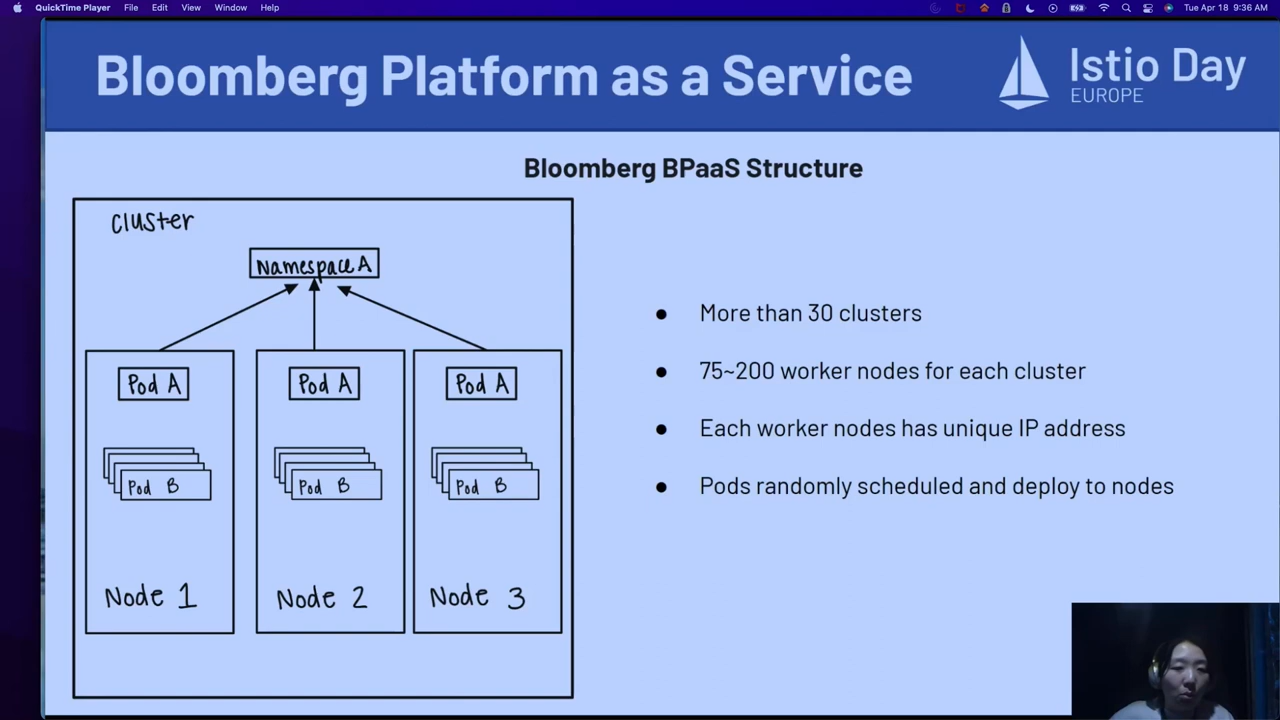 QuickTime Player File Edit View Window Help Tue Apr 18 9:36 AM
Bloomberg Platform as a Service
Istio Day
EUROPE
Bloomberg BPaaS Structure
Cluster
Namespace A
Pod A Pod A Pod A
Pod B Pod B Pod B
Node 1 Node 2 Node 3
● More than 30 clusters
● 75~200 worker nodes for each cluster
● Each worker nodes has unique IP address
● Pods randomly scheduled and deploy to nodes